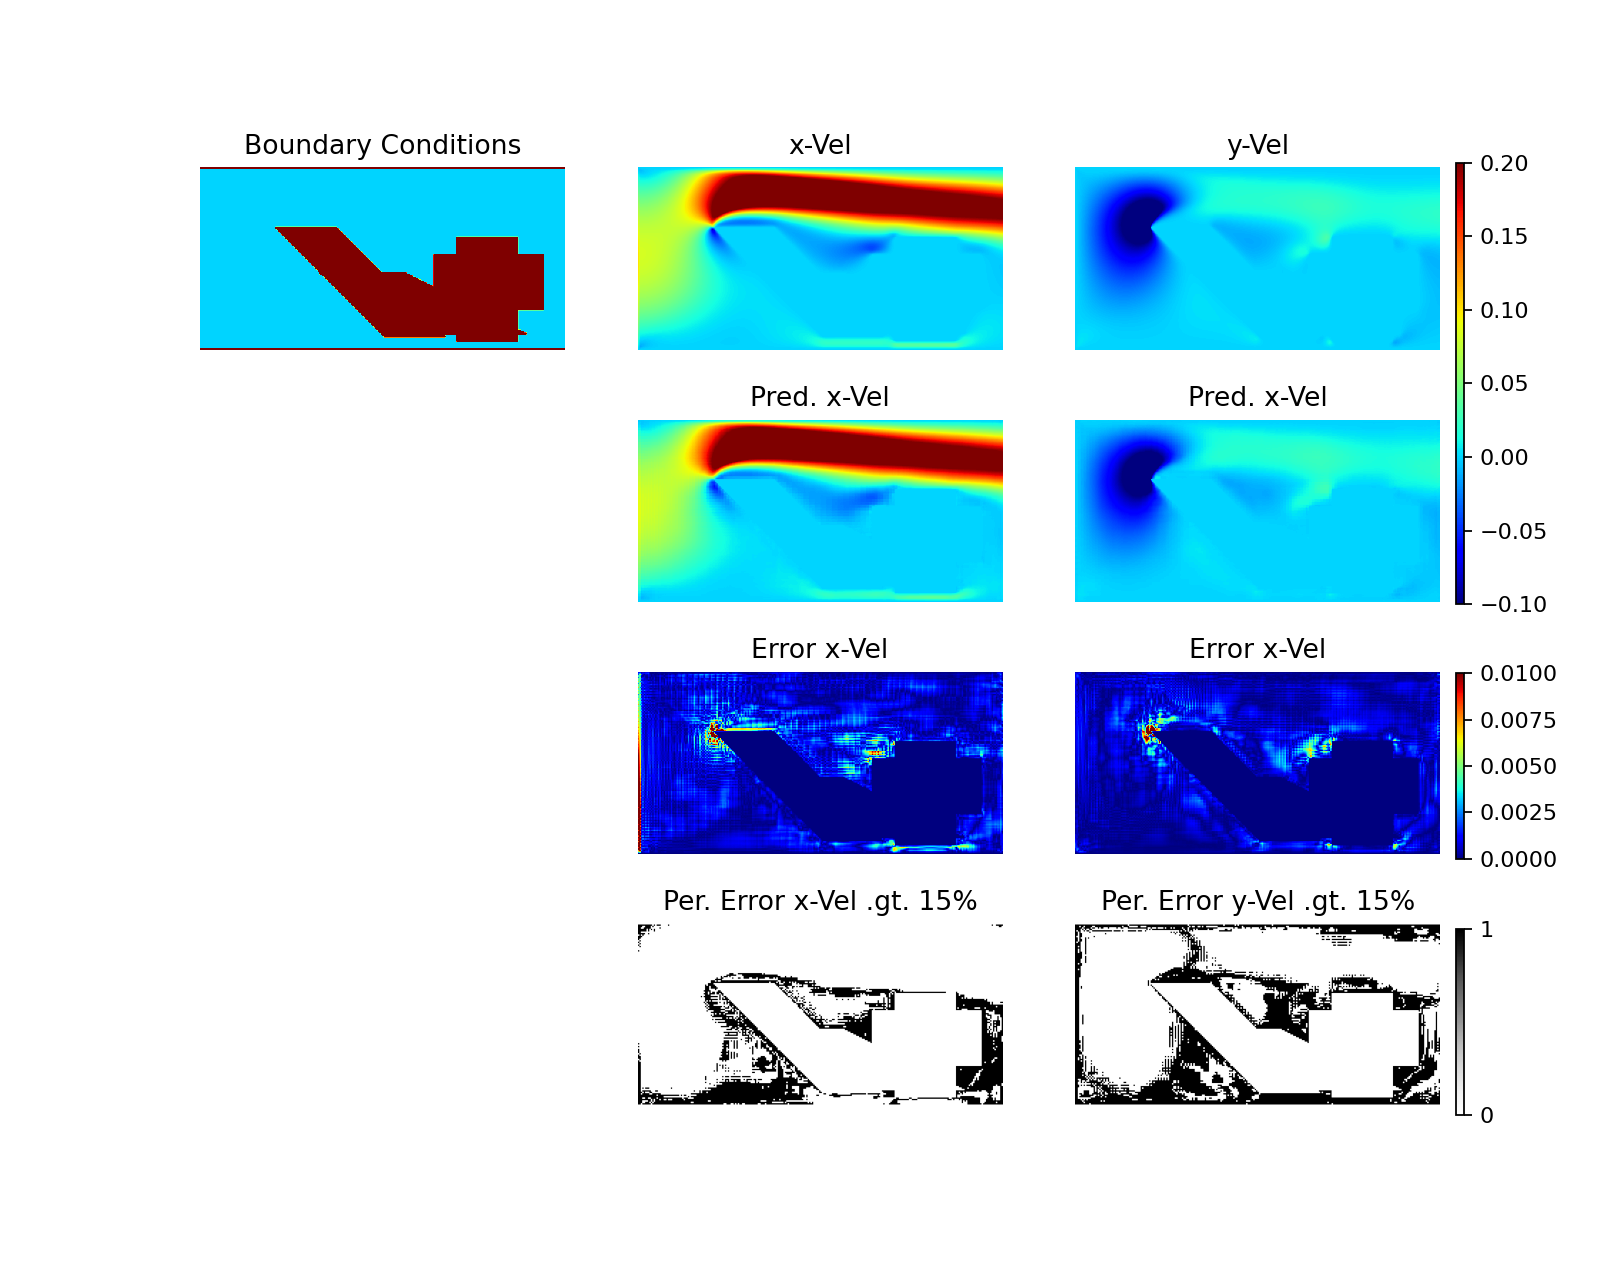 Boundary Conditions
x-Vel
y-Vel
0.20
0.15
0.10
0.05
0.00
−0.05
−0.10
Pred. x-Vel
Pred. x-Vel
Error x-Vel
Error x-Vel
0.0100
0.0075
0.0050
0.0025
0.0000
Per. Error x-Vel .gt. 15%
Per. Error y-Vel .gt. 15%
1
0